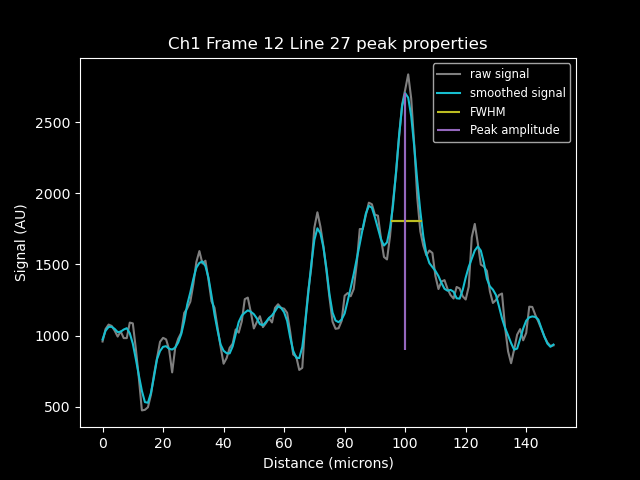 Ch1 Frame 12 Line 27 peak properties
raw signal
smoothed signal
FWHM
Peak amplitude
Signal (AU)
2500
2000
1500
1000
500
0 20 40 60 80 100 120 140
Distance (microns)